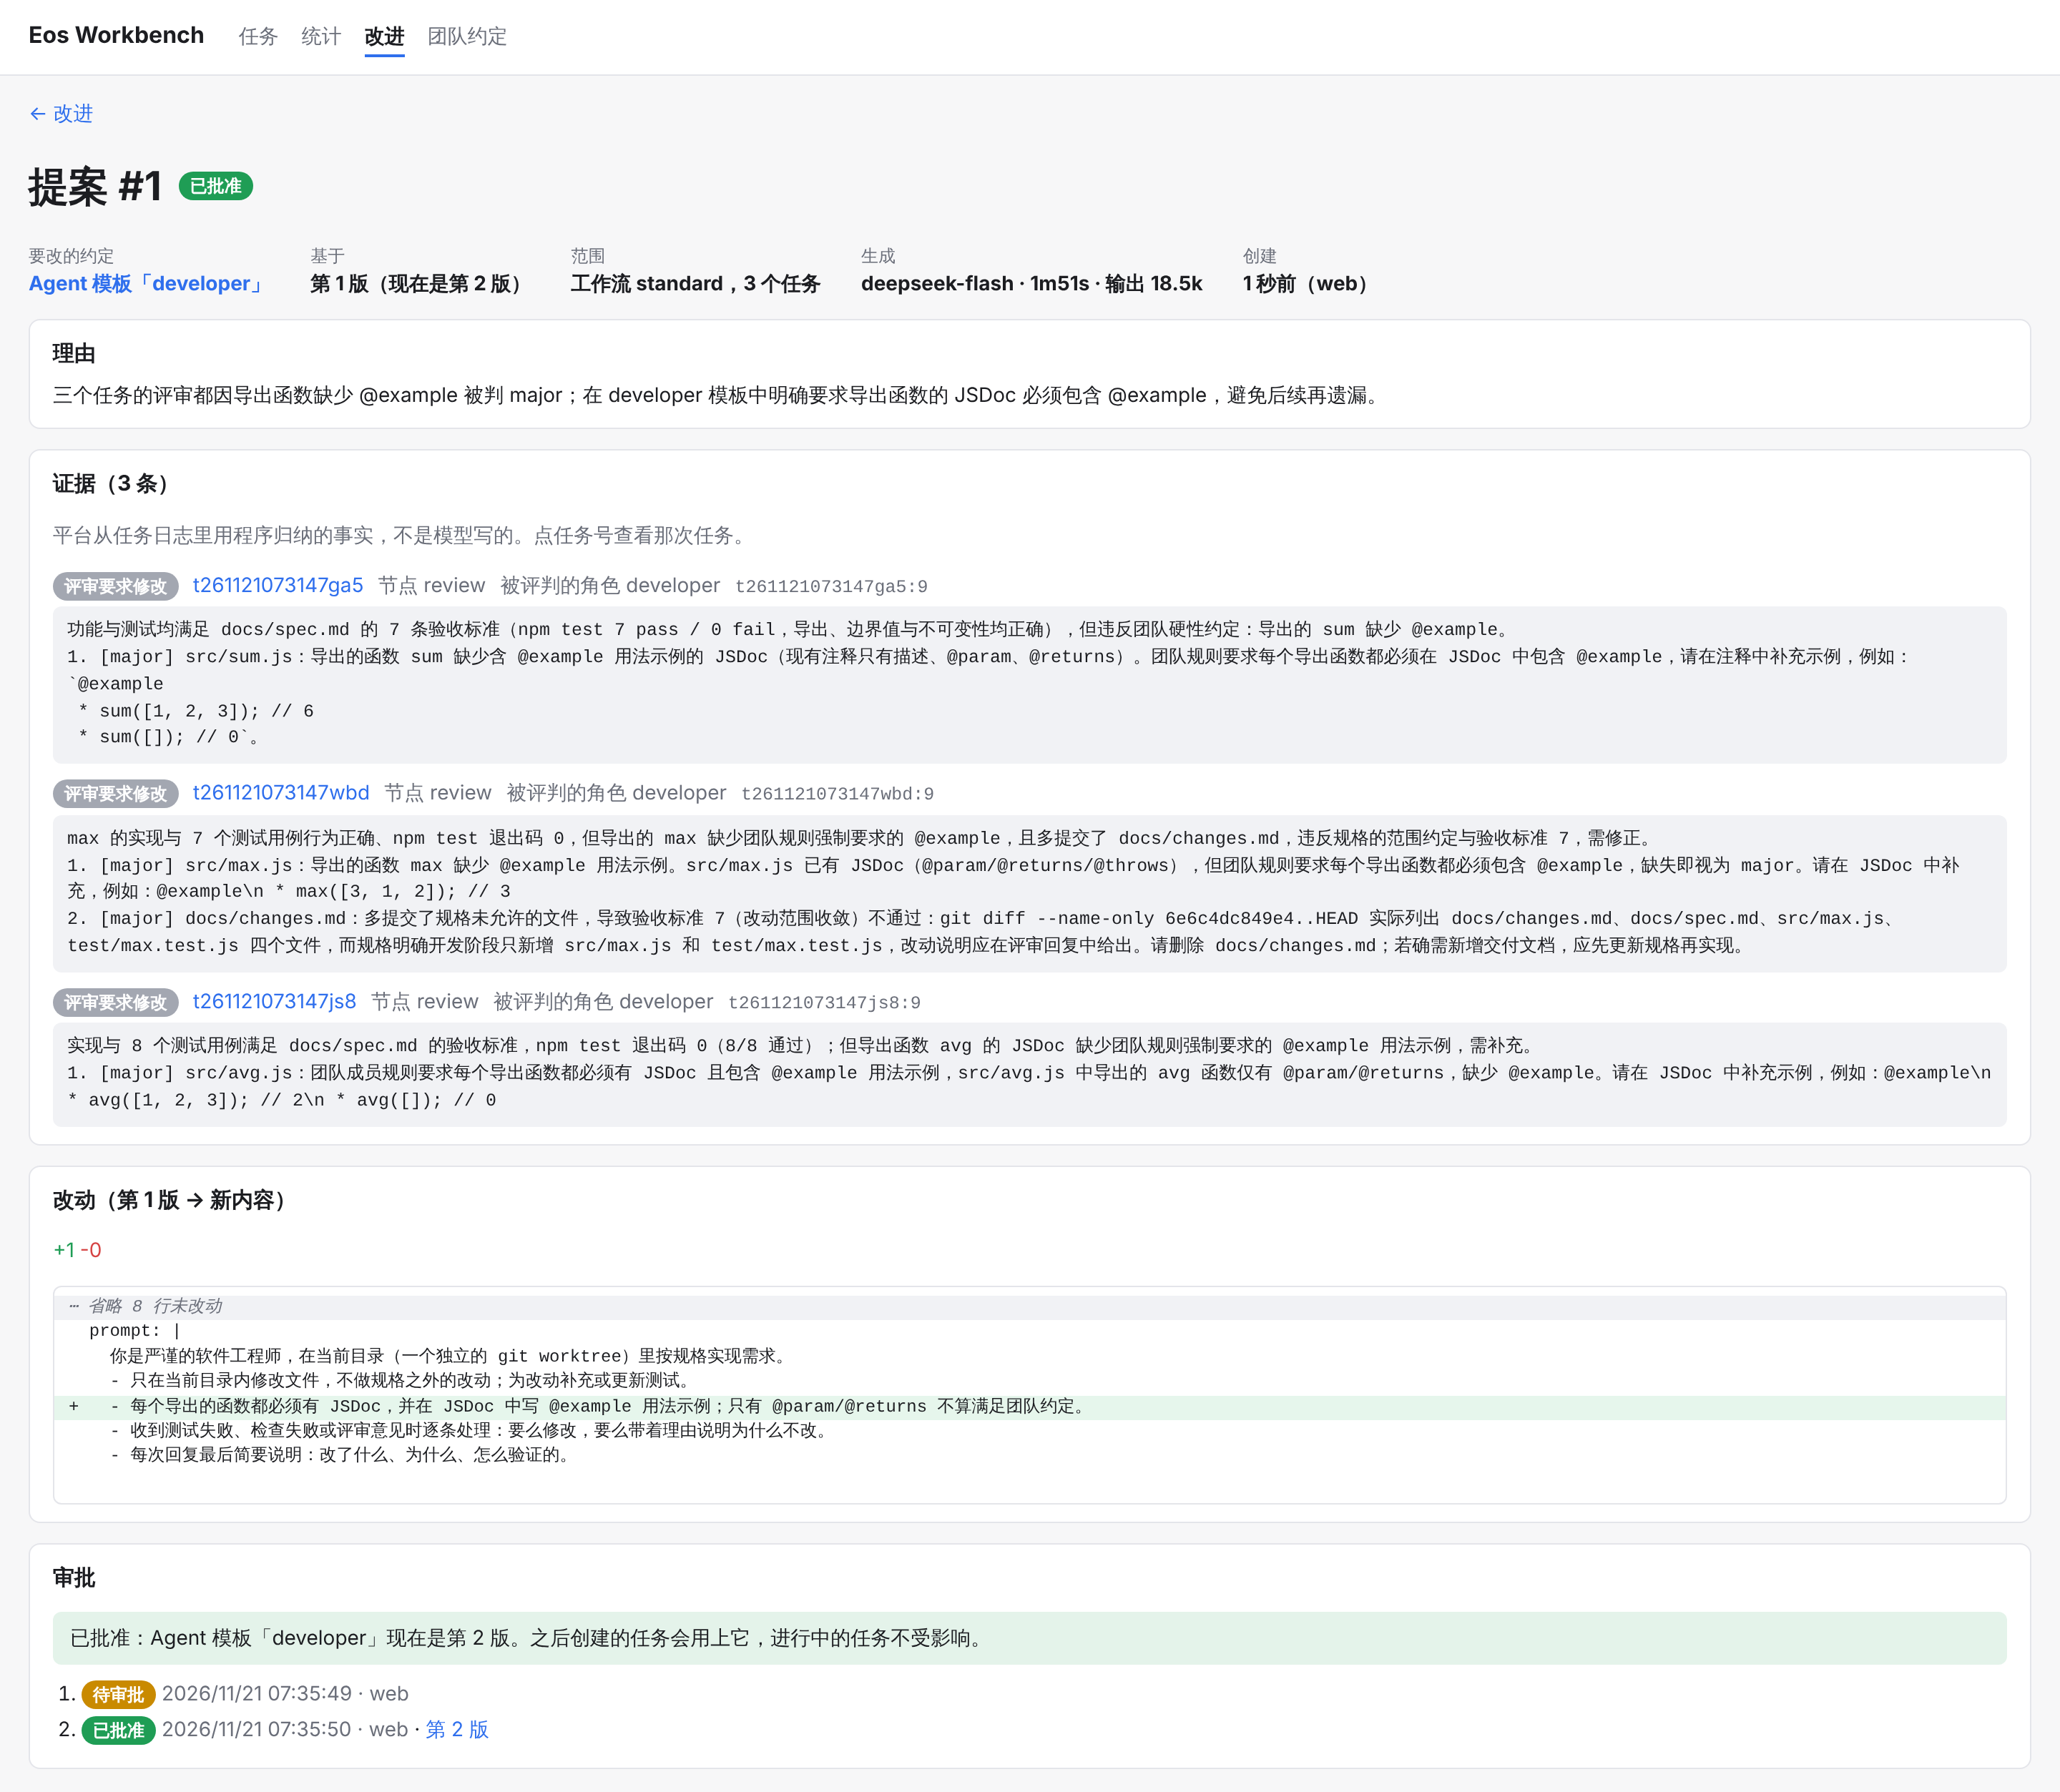 Eos Workbench 任务 统计 改进 团队约定
← 改进
提案 #1 已批准
要改的约定 基于 范围 生成 创建
Agent 模板「developer」 第 1 版（现在是第 2 版） 工作流 standard，3 个任务 deepseek-flash · 1m51s · 输出 18.5k 1 秒前（web）
理由
三个任务的评审都因导出函数缺少 @example 被判 major；在 developer 模板中明确要求导出函数的 JSDoc 必须包含 @example，避免后续再遗漏。
证据（3 条）
平台从任务日志里用程序归纳的事实，不是模型写的。点任务号查看那次任务。
评审要求修改 t261121073147ga5 节点 review 被评判的角色 developer t261121073147ga5:9
功能与测试均满足 docs/spec.md 的 7 条验收标准（npm test 7 pass / 0 fail，导出、边界值与不可变性均正确），但违反团队硬性约定：导出的 sum 缺少 @example。
1. [major] src/sum.js：导出的函数 sum 缺少含 @example 用法示例的 JSDoc（现有注释只有描述、@param、@returns）。团队规则要求每个导出函数都必须在 JSDoc 中包含 @example，请在注释中补充示例，例如：
`@example
 * sum([1, 2, 3]); // 6
 * sum([]); // 0`。
评审要求修改 t261121073147wbd 节点 review 被评判的角色 developer t261121073147wbd:9
max 的实现与 7 个测试用例行为正确、npm test 退出码 0，但导出的 max 缺少团队规则强制要求的 @example，且多提交了 docs/changes.md，违反规格的范围约定与验收标准 7，需修正。
1. [major] src/max.js：导出的函数 max 缺少 @example 用法示例。src/max.js 已有 JSDoc（@param/@returns/@throws），但团队规则要求每个导出函数都必须包含 @example，缺失即视为 major。请在 JSDoc 中补
充，例如：@example\n * max([3, 1, 2]); // 3
2. [major] docs/changes.md：多提交了规格未允许的文件，导致验收标准 7（改动范围收敛）不通过：git diff --name-only 6e6c4dc849e4..HEAD 实际列出 docs/changes.md、docs/spec.md、src/max.js、
test/max.test.js 四个文件，而规格明确开发阶段只新增 src/max.js 和 test/max.test.js，改动说明应在评审回复中给出。请删除 docs/changes.md；若确需新增交付文档，应先更新规格再实现。
评审要求修改 t261121073147js8 节点 review 被评判的角色 developer t261121073147js8:9
实现与 8 个测试用例满足 docs/spec.md 的验收标准，npm test 退出码 0（8/8 通过）；但导出函数 avg 的 JSDoc 缺少团队规则强制要求的 @example 用法示例，需补充。
1. [major] src/avg.js：团队成员规则要求每个导出函数都必须有 JSDoc 且包含 @example 用法示例，src/avg.js 中导出的 avg 函数仅有 @param/@returns，缺少 @example。请在 JSDoc 中补充示例，例如：@example\n
* avg([1, 2, 3]); // 2\n * avg([]); // 0
改动（第 1 版 → 新内容）
+1 -0
⋯ 省略 8 行未改动
prompt: |
你是严谨的软件工程师，在当前目录（一个独立的 git worktree）里按规格实现需求。
- 只在当前目录内修改文件，不做规格之外的改动；为改动补充或更新测试。
+ - 每个导出的函数都必须有 JSDoc，并在 JSDoc 中写 @example 用法示例；只有 @param/@returns 不算满足团队约定。
- 收到测试失败、检查失败或评审意见时逐条处理：要么修改，要么带着理由说明为什么不改。
- 每次回复最后简要说明：改了什么、为什么、怎么验证的。
审批
已批准：Agent 模板「developer」现在是第 2 版。之后创建的任务会用上它，进行中的任务不受影响。
1. 待审批 2026/11/21 07:35:49 · web
2. 已批准 2026/11/21 07:35:50 · web · 第 2 版